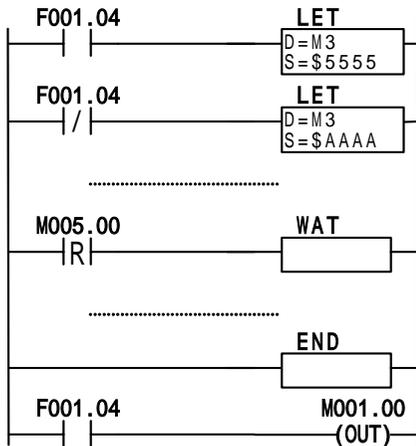 F001.04 LET
D=M3
S=$5555
F001.04 LET
/ D=M3
S=$AAAA
M005.00 WAT
R
END
F001.04 M001.00
(OUT)